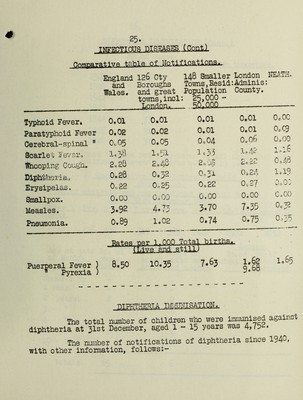 25.
INFECTIOUS DISEASES (Cont)
Comparative table of Notifications.
England and Wales. 126 Cty Boroughs and great towns,incl: London. 148 Smaller Towns,Resid: Population 25,000 - 50,000 London Adminis: County. NEATH.
Typhoid Fever. 0.01 0.01 0.01 0.01 0.00
Paratyphoid Fever 0.02 0.02 0.01 0.01 0.09
Cerebral-spinal " 0.05 0.05 0.04 0.06 0.00
Scarlet Fever. 1.38 1.51 1.33 1.42 1.16
Whooping Cough. 2.28 2.48 2.22 0.48
Diphtheria. 0.28 0.32 0.31 0.24 1.19
Erysipelas. 0.22 0.25 0.22 0.27 0.00
Smallpox. 0.00 0.00 0.00 0.00 0.00
Measles. 3.92 4.73 3.70 7.35 0.32
Pneumonia. 0.89 1.02 0.74 0.75
Rates per 1,000 Total births.
(Live and still)
Puerperal Fever ) 8.50 10.35 7.63 1.62 1.65
" Pyrexia ) 9.68
DIPHTHERIA IMMUNISATION.
The total number of children who were immunised against
diphtheria at 31st December, aged 1 - 15 years was 4,752.
The number of notifications of diphtheria since 1940,
with other information, follows:-